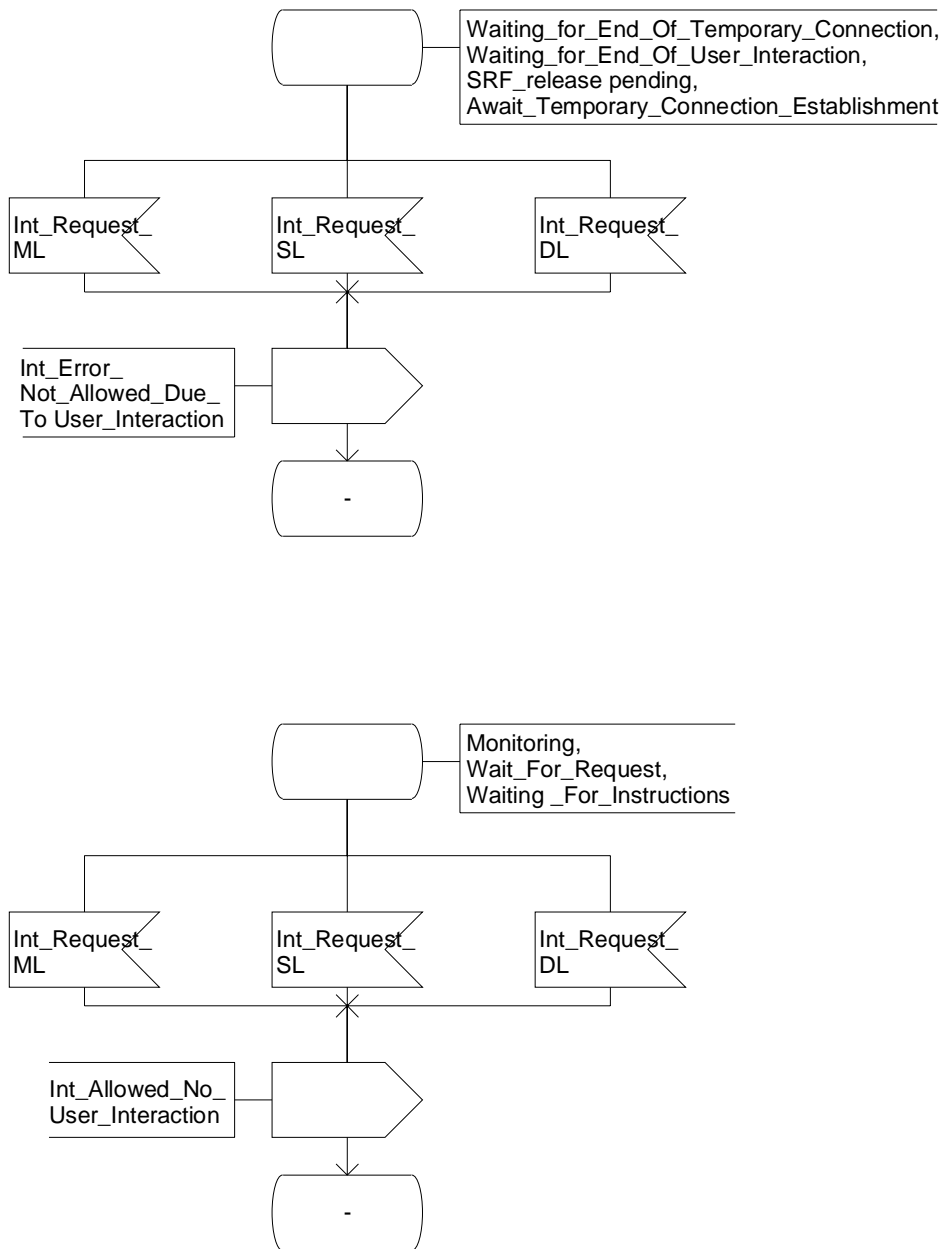 Waiting_for_End_Of_Temporary_Connection,
Waiting_for_End_Of_User_Interaction,
SRF_release pending,
Await_Temporary_Connection_Establishment
Int_Request_
ML
Int_Request_
SL
Int_Request_
DL
Int_Error_
Not_Allowed_Due_
To User_Interaction
-
Monitoring,
Wait_For_Request,
Waiting _For_Instructions
Int_Request_
ML
Int_Request_
SL
Int_Request_
DL
Int_Allowed_No_
User_Interaction
-